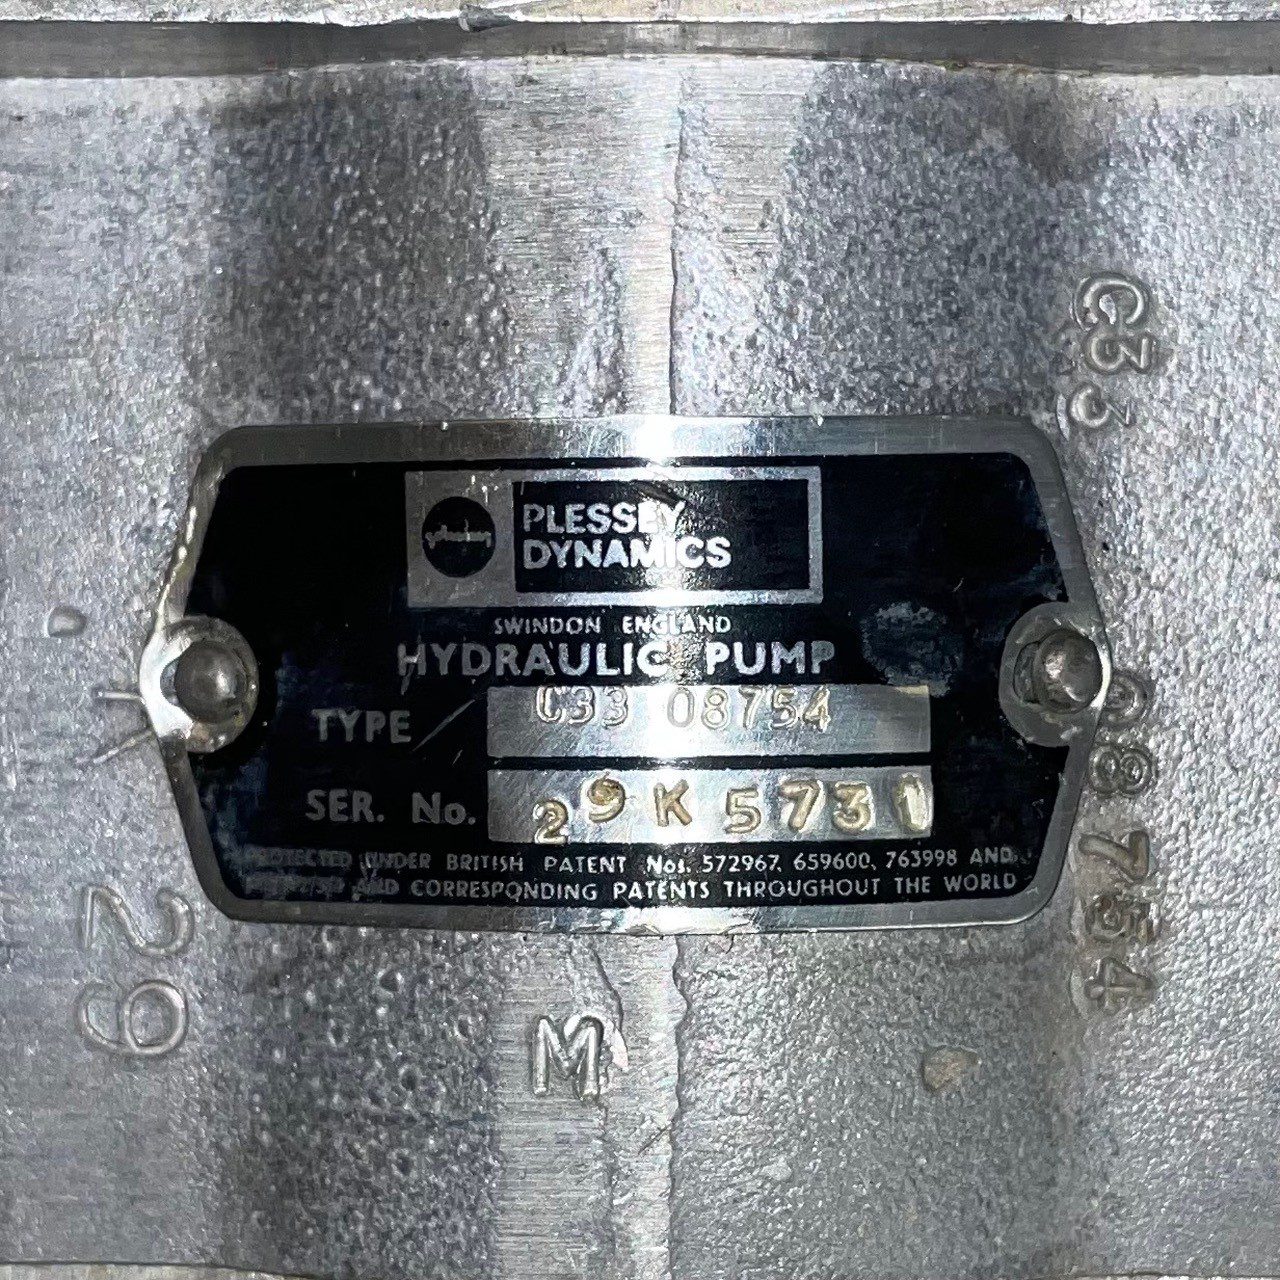 C33
PLESSEY
DYNAMICS
SWINDON ENGLAND
HYDRAULIC PUMP
TYPE C33 08754
SER. No. 29K5731
PROTECTED UNDER BRITISH PATENT Nos. 572967, 659600, 763998 AND
AND CORRESPONDING PATENTS THROUGHOUT THE WORLD
08754
29
M